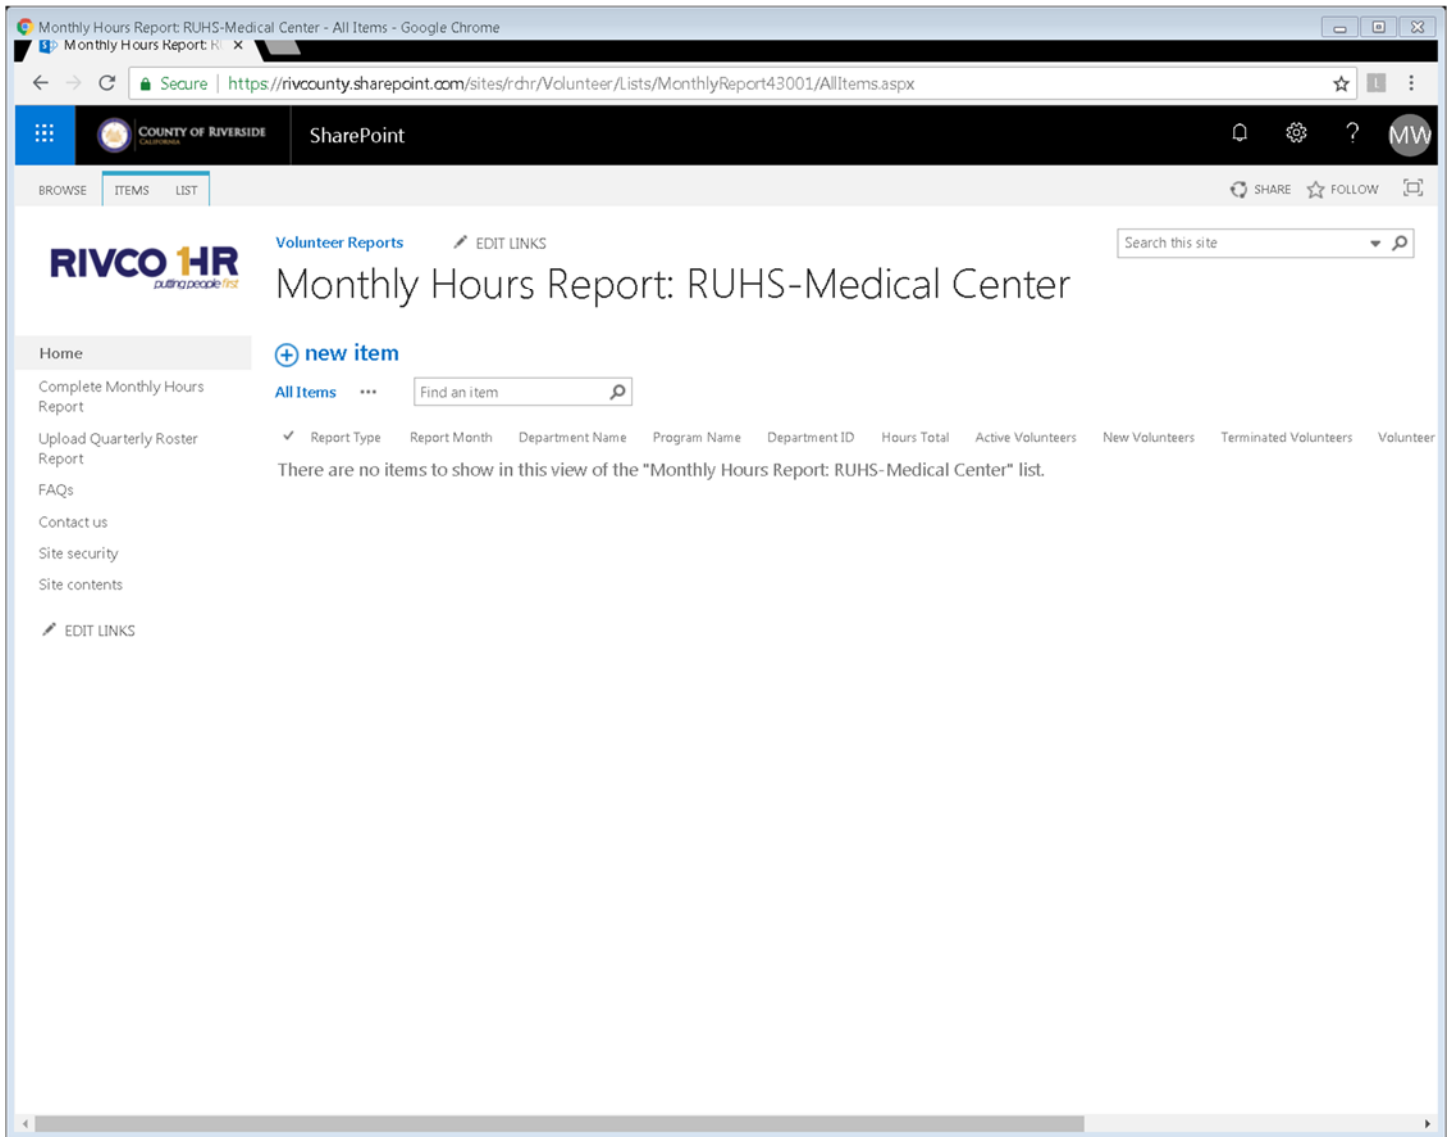 Monthly Hours Report: RUHS-Medical Center - All Items - Google Chrome
Monthly Hours Report: R
Secure | https://rivcounty.sharepoint.com/sites/rchr/Volunteer/Lists/MonthlyReport43001/AllItems.aspx
COUNTY OF RIVERSIDE
CALIFORNIA
SharePoint
MW
BROWSE ITEMS LIST SHARE FOLLOW
RIVCO 1HR
putting people first
Volunteer Reports EDIT LINKS
Search this site
Monthly Hours Report: RUHS-Medical Center
Home
Complete Monthly Hours
Report
Upload Quarterly Roster
Report
FAQs
Contact us
Site security
Site contents
EDIT LINKS
new item
All Items ··· Find an item
Report Type Report Month Department Name Program Name Department ID Hours Total Active Volunteers New Volunteers Terminated Volunteers Volunteer
There are no items to show in this view of the "Monthly Hours Report: RUHS-Medical Center" list.